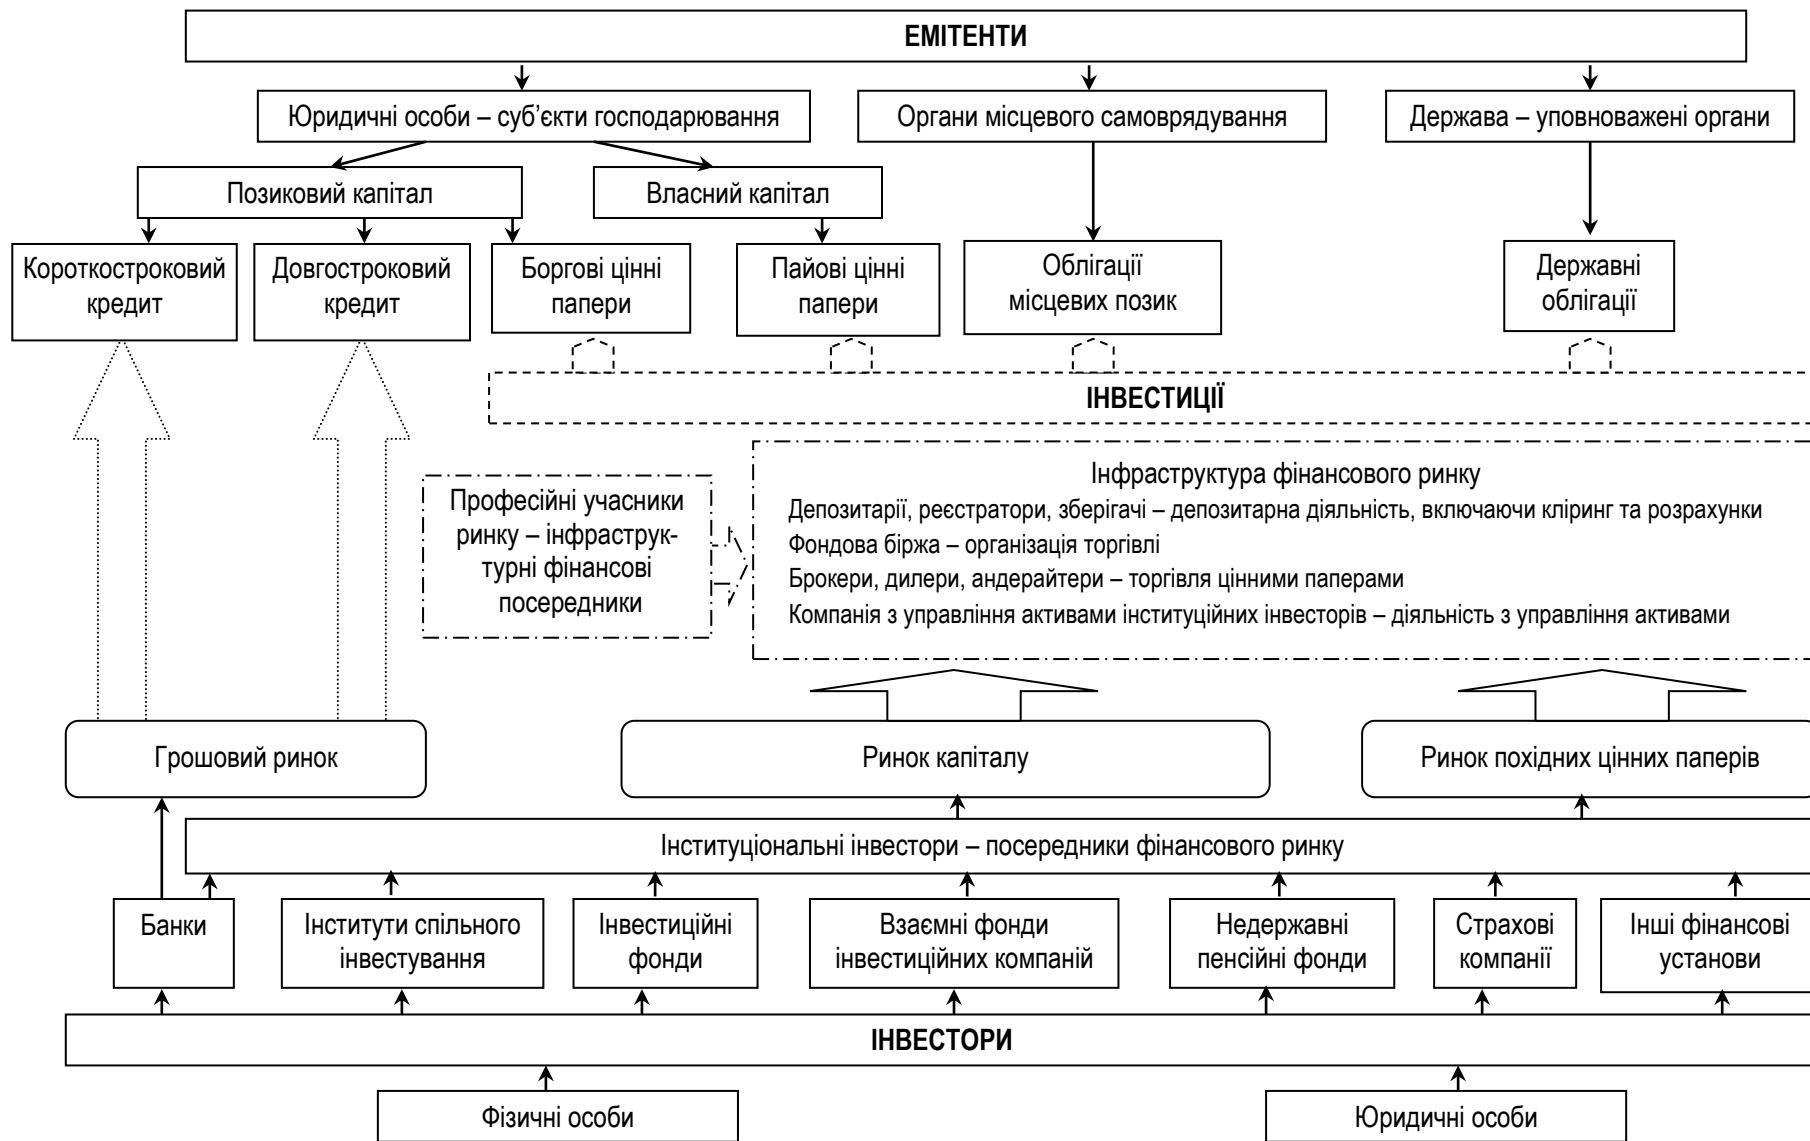 ЕМІТЕНТИ
Юридичні особи – суб’єкти господарювання
Органи місцевого самоврядування
Держава – уповноважені органи
Позиковий капітал
Власний капітал
Короткостроковий
кредит
Довгостроковий
кредит
Боргові цінні
папери
Пайові цінні
папери
Облігації
місцевих позик
Державні
облігації
ІНВЕСТИЦІЇ
Професійні учасники
ринку – інфраструк-
турні фінансові
посередники
Інфраструктура фінансового ринку
Депозитарії, реєстратори, зберігачі – депозитарна діяльність, включаючи кліринг та розрахунки
Фондова біржа – організація торгівлі
Брокери, дилери, андерайтери – торгівля цінними паперами
Компанія з управління активами інституційних інвесторів – діяльність з управління активами
Грошовий ринок
Ринок капіталу
Ринок похідних цінних паперів
Інституціональні інвестори – посередники фінансового ринку
Банки
Інститути спільного
інвестування
Інвестиційні
фонди
Взаємні фонди
інвестиційних компаній
Недержавні
пенсійні фонди
Страхові
компанії
Інші фінансові
установи
ІНВЕСТОРИ
Фізичні особи
Юридичні особи